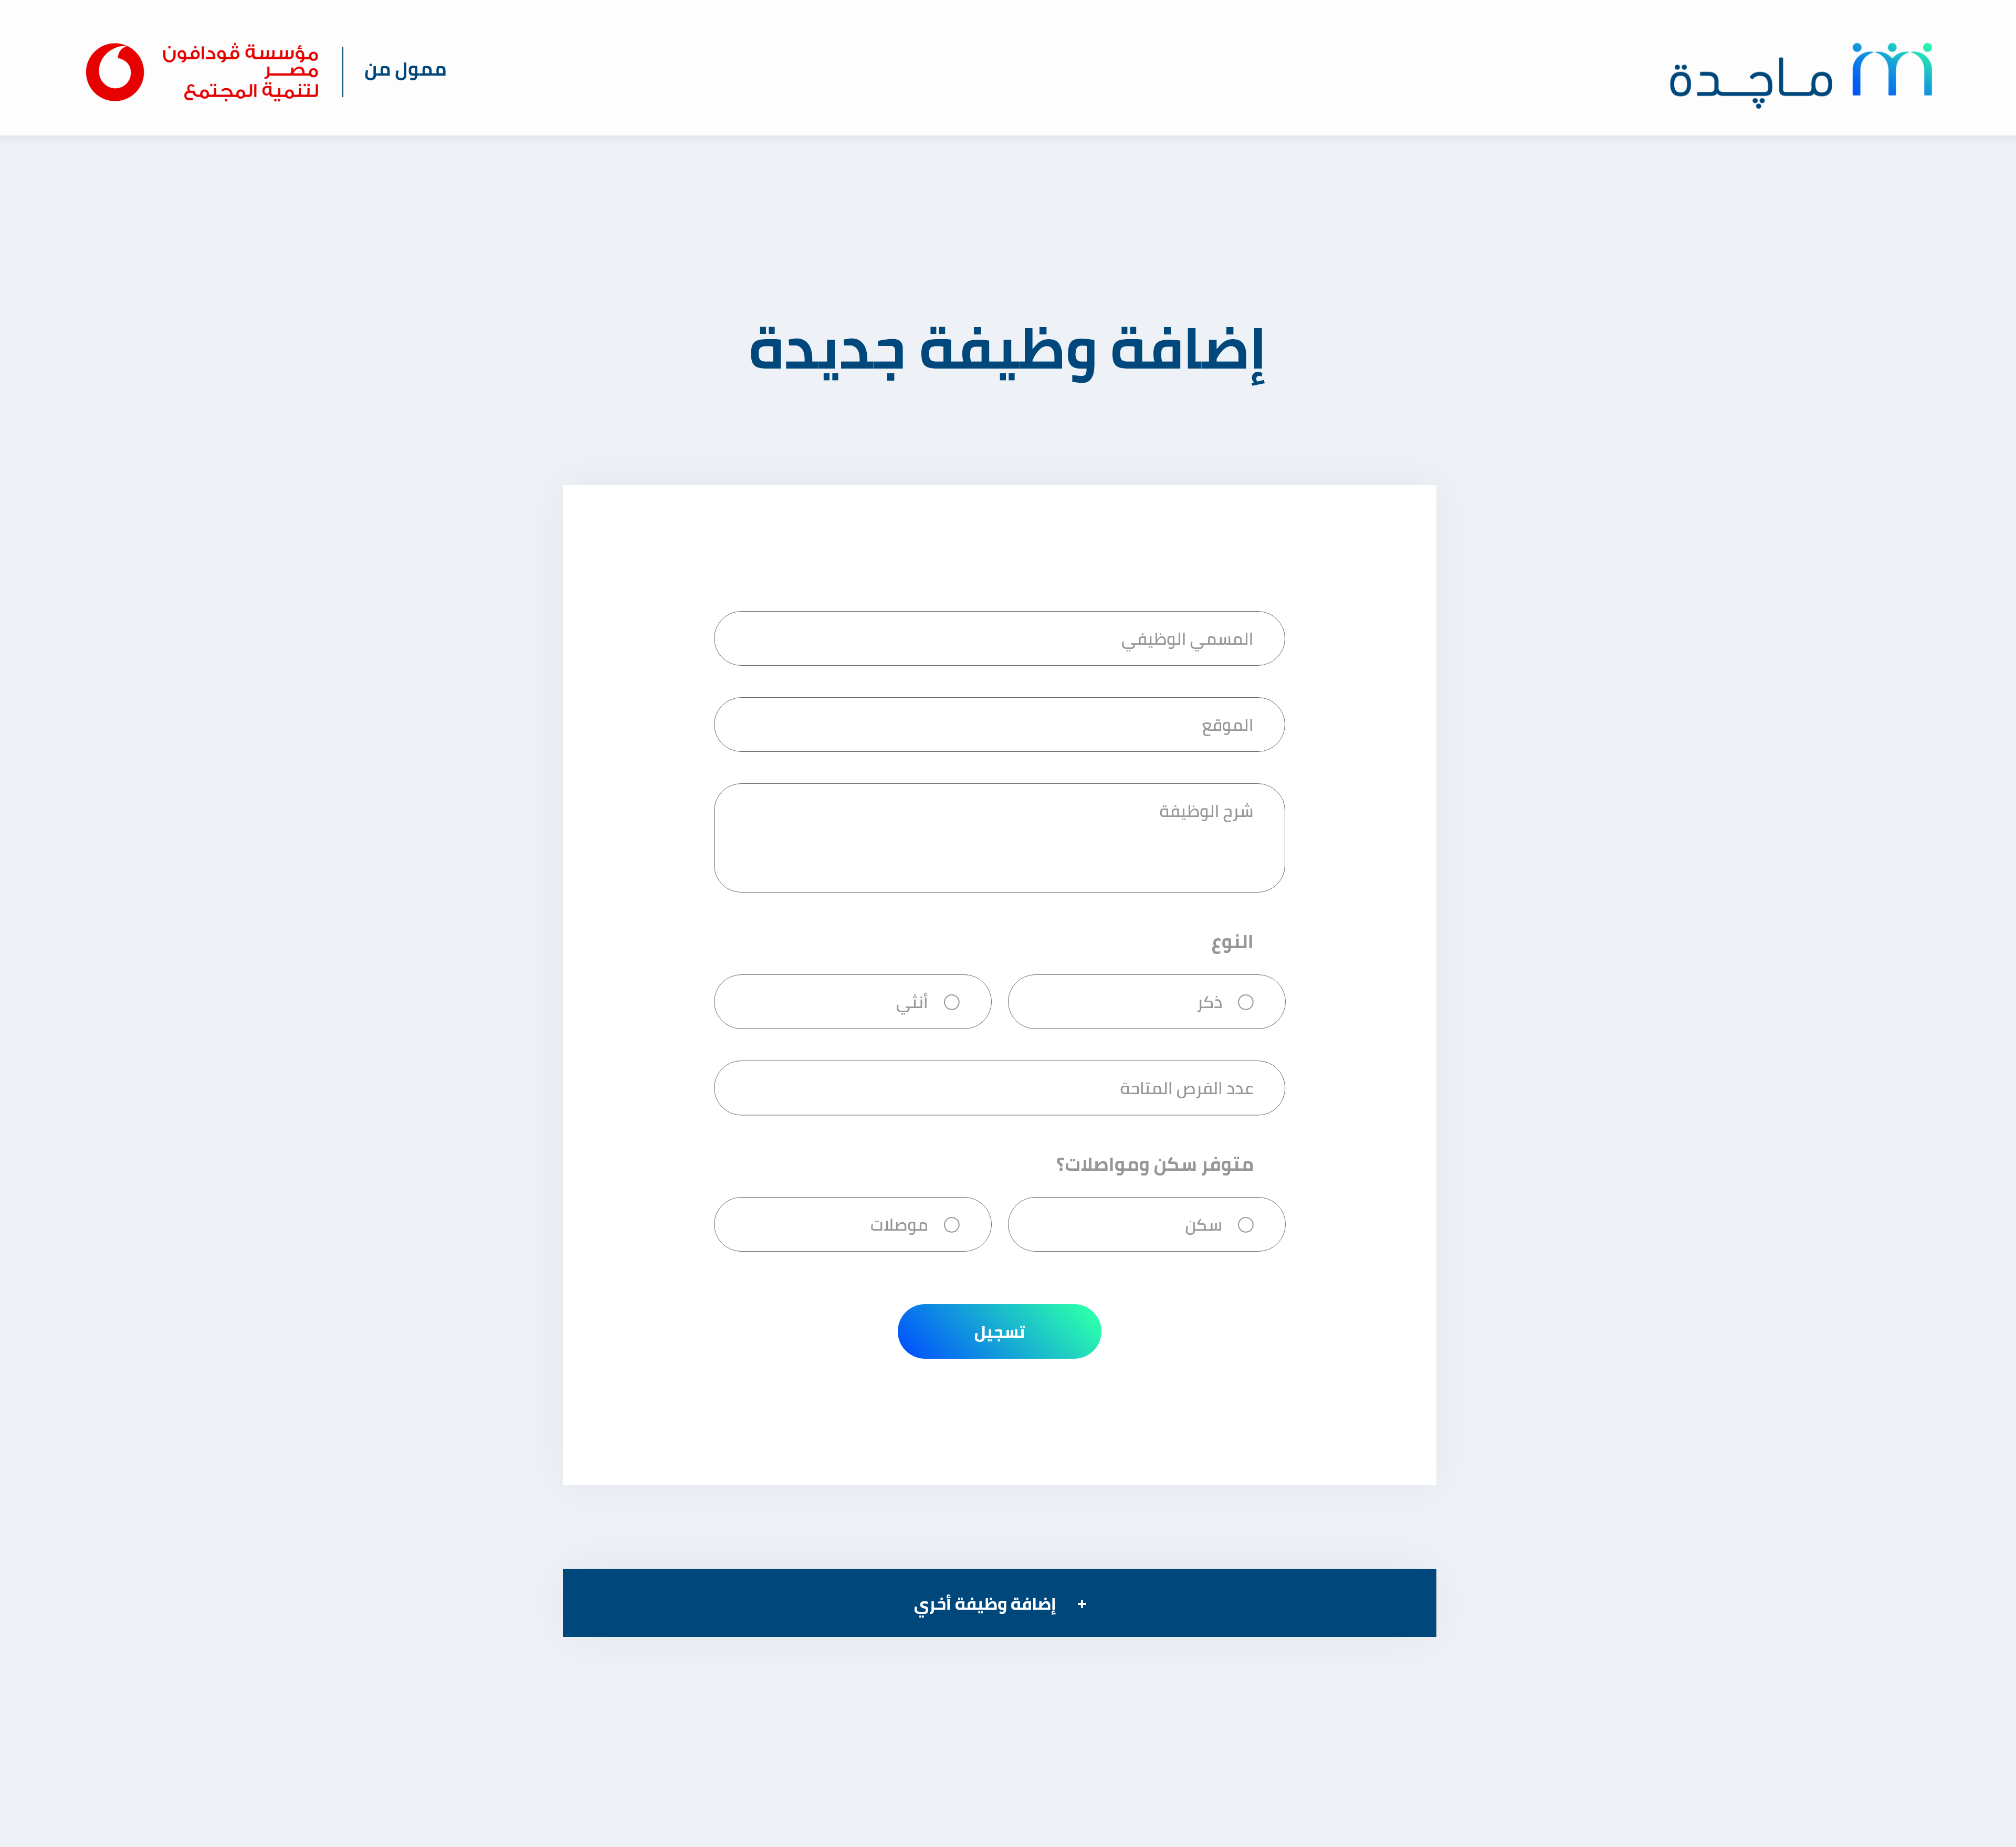 ماچدة
ممول من
مؤسسة ڤودافون
مصر
لتنمية المجتمع
إضافة وظيفة جديدة
المسمي الوظيفي
الموقع
شرح الوظيفة
النوع
ذكر
أنثي
عدد الفرص المتاحة
متوفر سكن ومواصلات؟
سكن
موصلات
تسجيل
+ إضافة وظيفة أخري